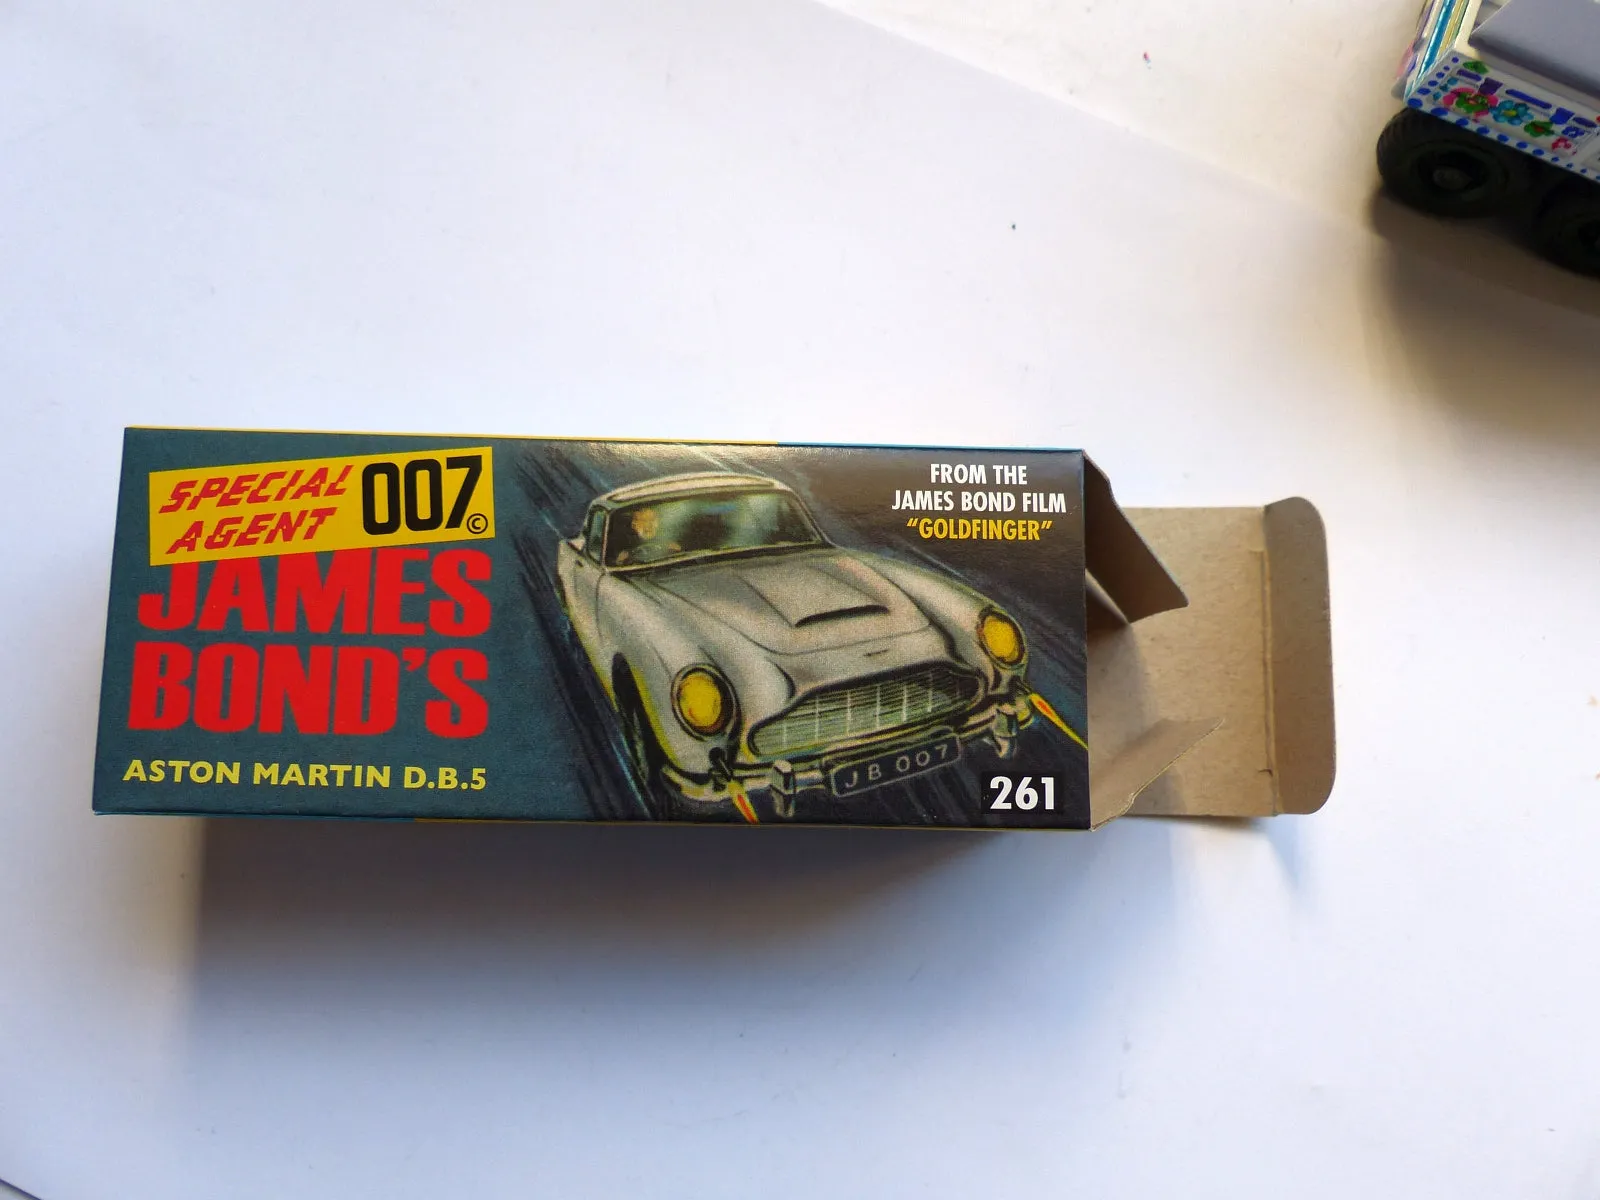 SPECIAL
AGENT
007©
JAMES
BOND'S
ASTON MARTIN D.B.5
FROM THE
JAMES BOND FILM
"GOLDFINGER"
JB 007
261